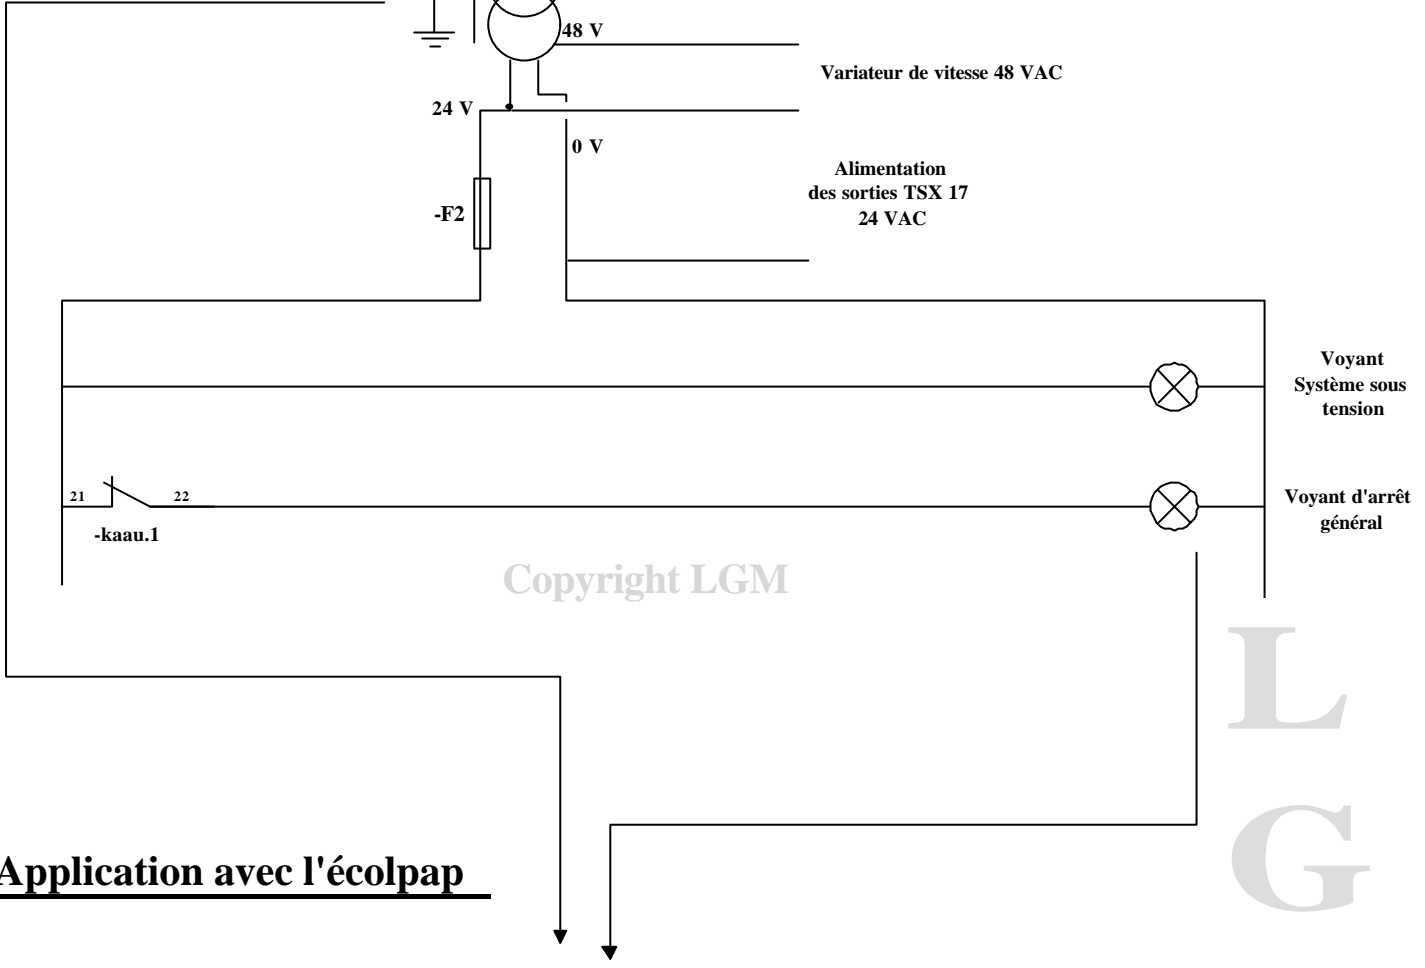 48 V
Variateur de vitesse 48 VAC
24 V
0 V
Alimentation
des sorties TSX 17
24 VAC
-F2
Voyant
Système sous
tension
21
22
-kaau.1
Voyant d'arrêt
général
Copyright LGM
L
G
Application avec l'écolpap